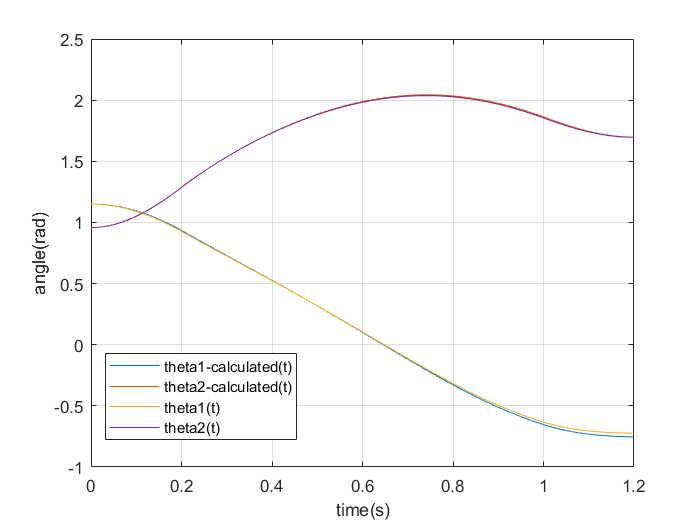 2.5
2
1.5
1
0.5
0
-0.5
-1
angle(rad)
theta1-calculated(t)
theta2-calculated(t)
theta1(t)
theta2(t)
0 0.2 0.4 0.6 0.8 1 1.2
time(s)